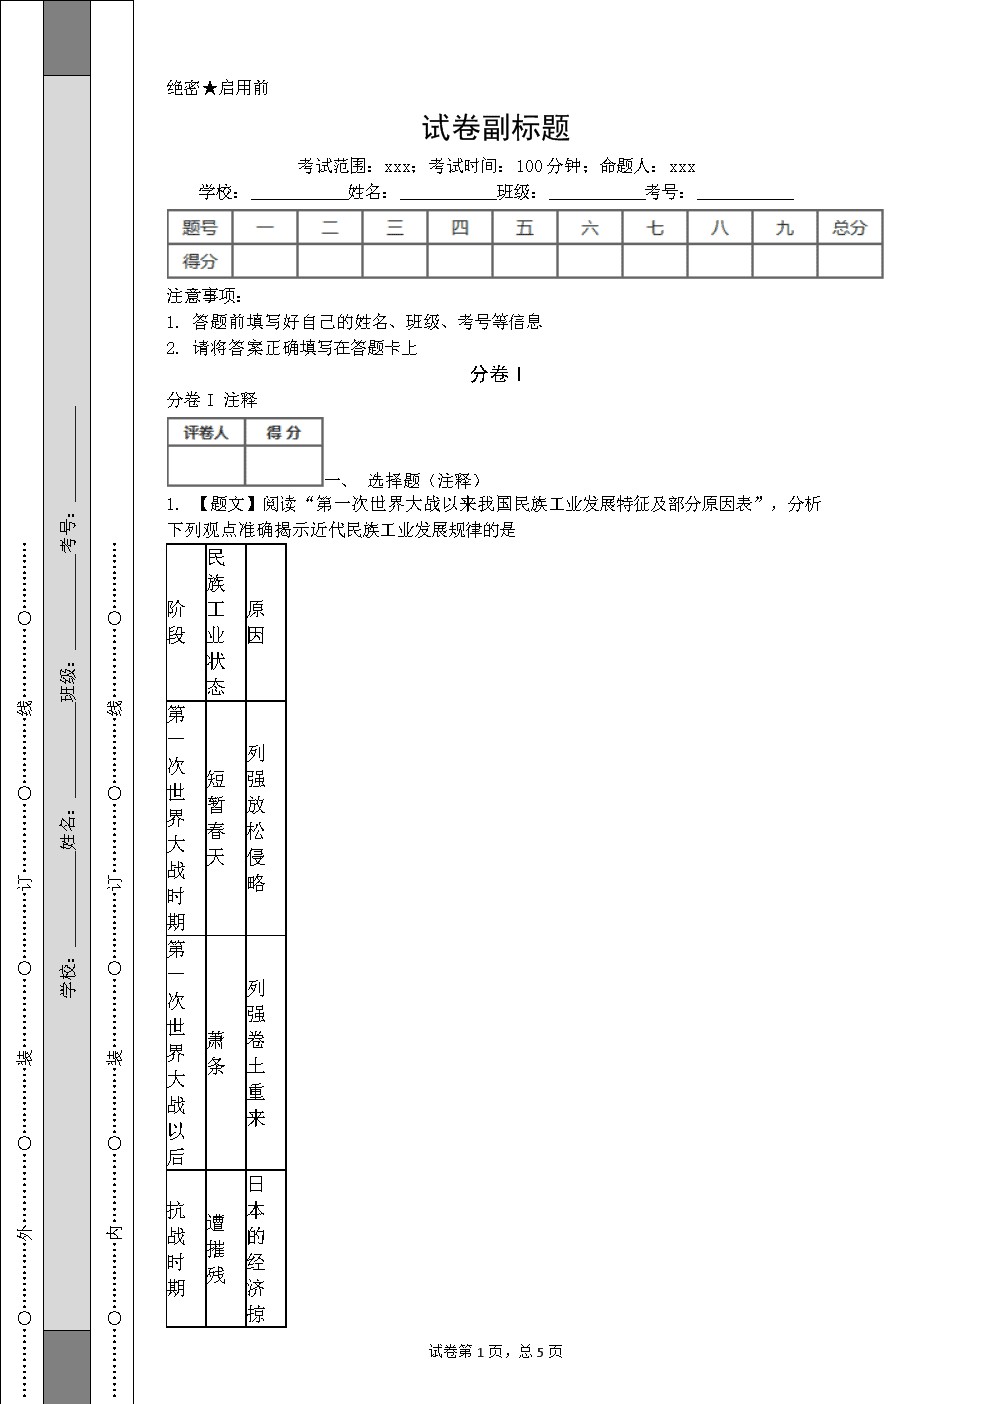 绝密★启用前
试卷副标题
考试范围：xxx；考试时间：100分钟；命题人：xxx
学校：___________姓名：___________班级：___________考号：___________
题号 一 二 三 四 五 六 七 八 九 总分
得分
注意事项：
1. 答题前填写好自己的姓名、班级、考号等信息
2. 请将答案正确填写在答题卡上
分卷I
分卷I 注释
评卷人 得 分
一、 选择题（注释）
1. 【题文】阅读“第一次世界大战以来我国民族工业发展特征及部分原因表”，分析
下列观点准确揭示近代民族工业发展规律的是
阶段 民族工业状态 原因
第一次世界大战时期 短暂春天 列强放松侵略
第一次世界大战以后 萧条 列强卷土重来
抗战时期 遭摧残 日本的经济掠
试卷第1页，总5页
学校：___________姓名：___________班级：___________考号：___________
………○…………外…………○…………装…………○…………订…………○…………线…………○…………
………○…………内…………○…………装…………○…………订…………○…………线…………○…………